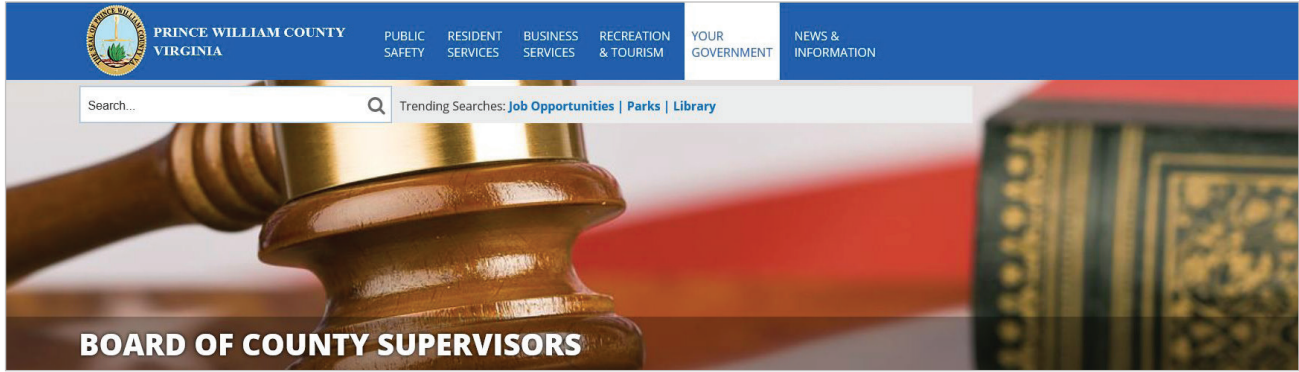 PRINCE WILLIAM COUNTY
VIRGINIA
PUBLIC
SAFETY
RESIDENT
SERVICES
BUSINESS
SERVICES
RECREATION
& TOURISM
YOUR
GOVERNMENT
NEWS &
INFORMATION
Search...
Trending Searches: Job Opportunities | Parks | Library
BOARD OF COUNTY SUPERVISORS